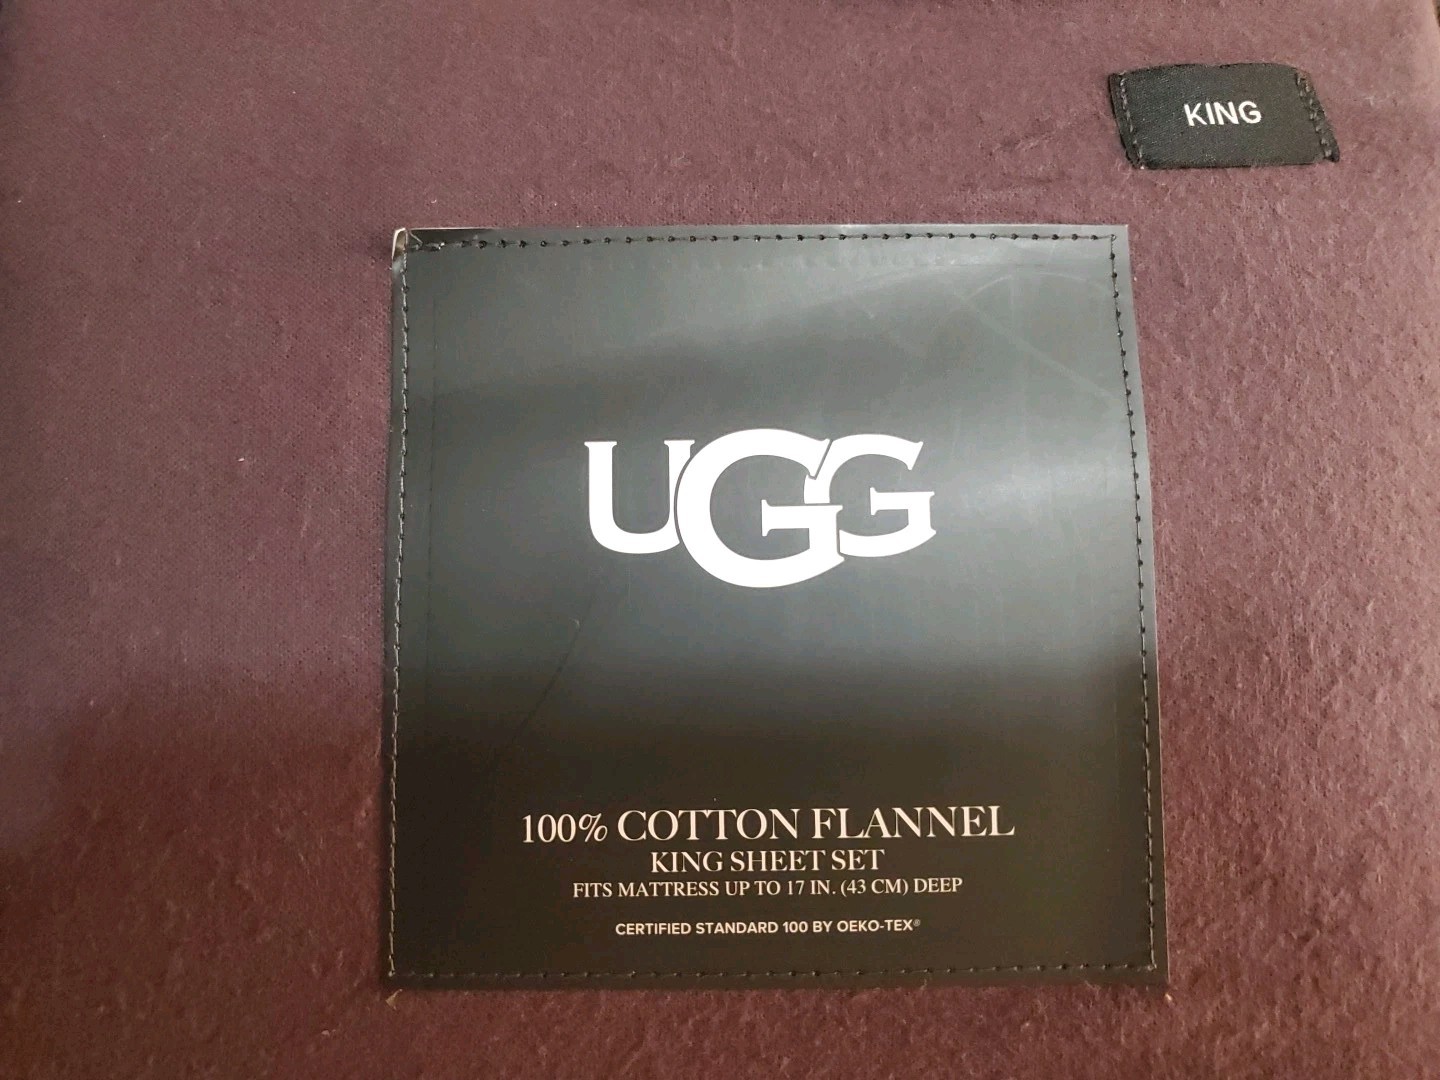 KING
UGG
100% COTTON FLANNEL
KING SHEET SET
FITS MATTRESS UP TO 17 IN. (43 CM) DEEP
CERTIFIED STANDARD 100 BY OEKO-TEX®